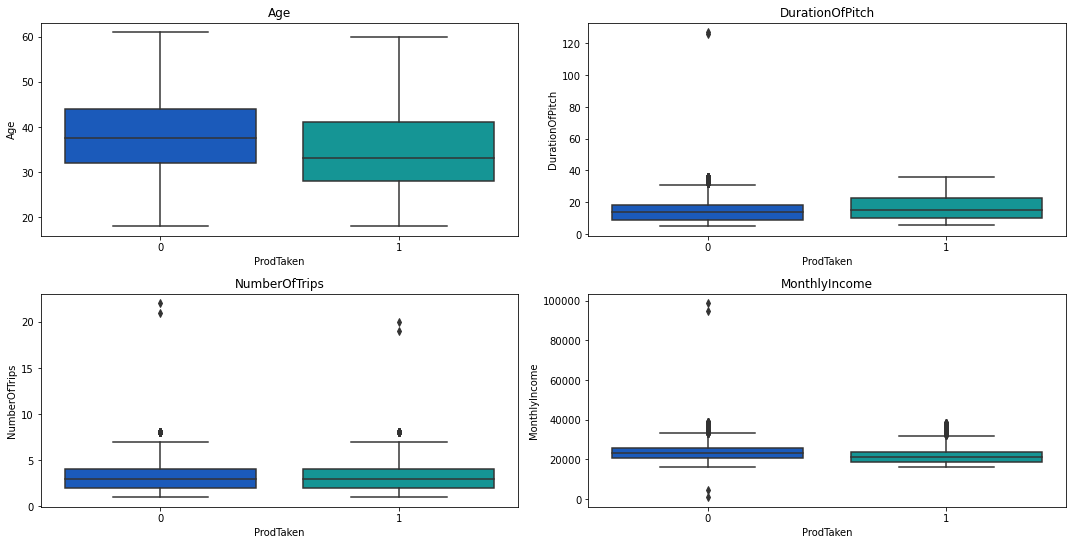 Age
60
50
40
30
20
Age
0
1
ProdTaken
DurationOfPitch
120
100
80
60
40
20
0
DurationOfPitch
0
1
ProdTaken
NumberOfTrips
20
15
10
5
0
NumberOfTrips
0
1
ProdTaken
MonthlyIncome
100000
80000
60000
40000
20000
0
MonthlyIncome
0
1
ProdTaken